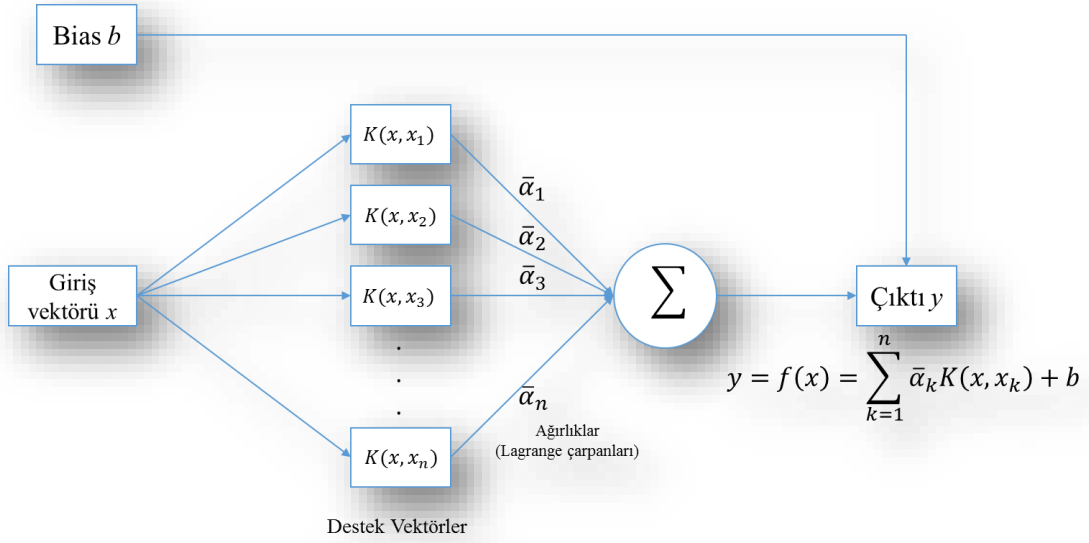 Bias b
K(x, x₁)
ᾱ₁
K(x, x₂)
ᾱ₂
Giriş
vektörü x
K(x, x₃)
ᾱ₃
∑
Çıktı y
y = f(x) = ∑ₖ₌₁ⁿ ᾱₖK(x, xₖ) + b
.
.
.
ᾱₙ
Ağırlıklar
(Lagrange çarpanları)
K(x, xₙ)
Destek Vektörler